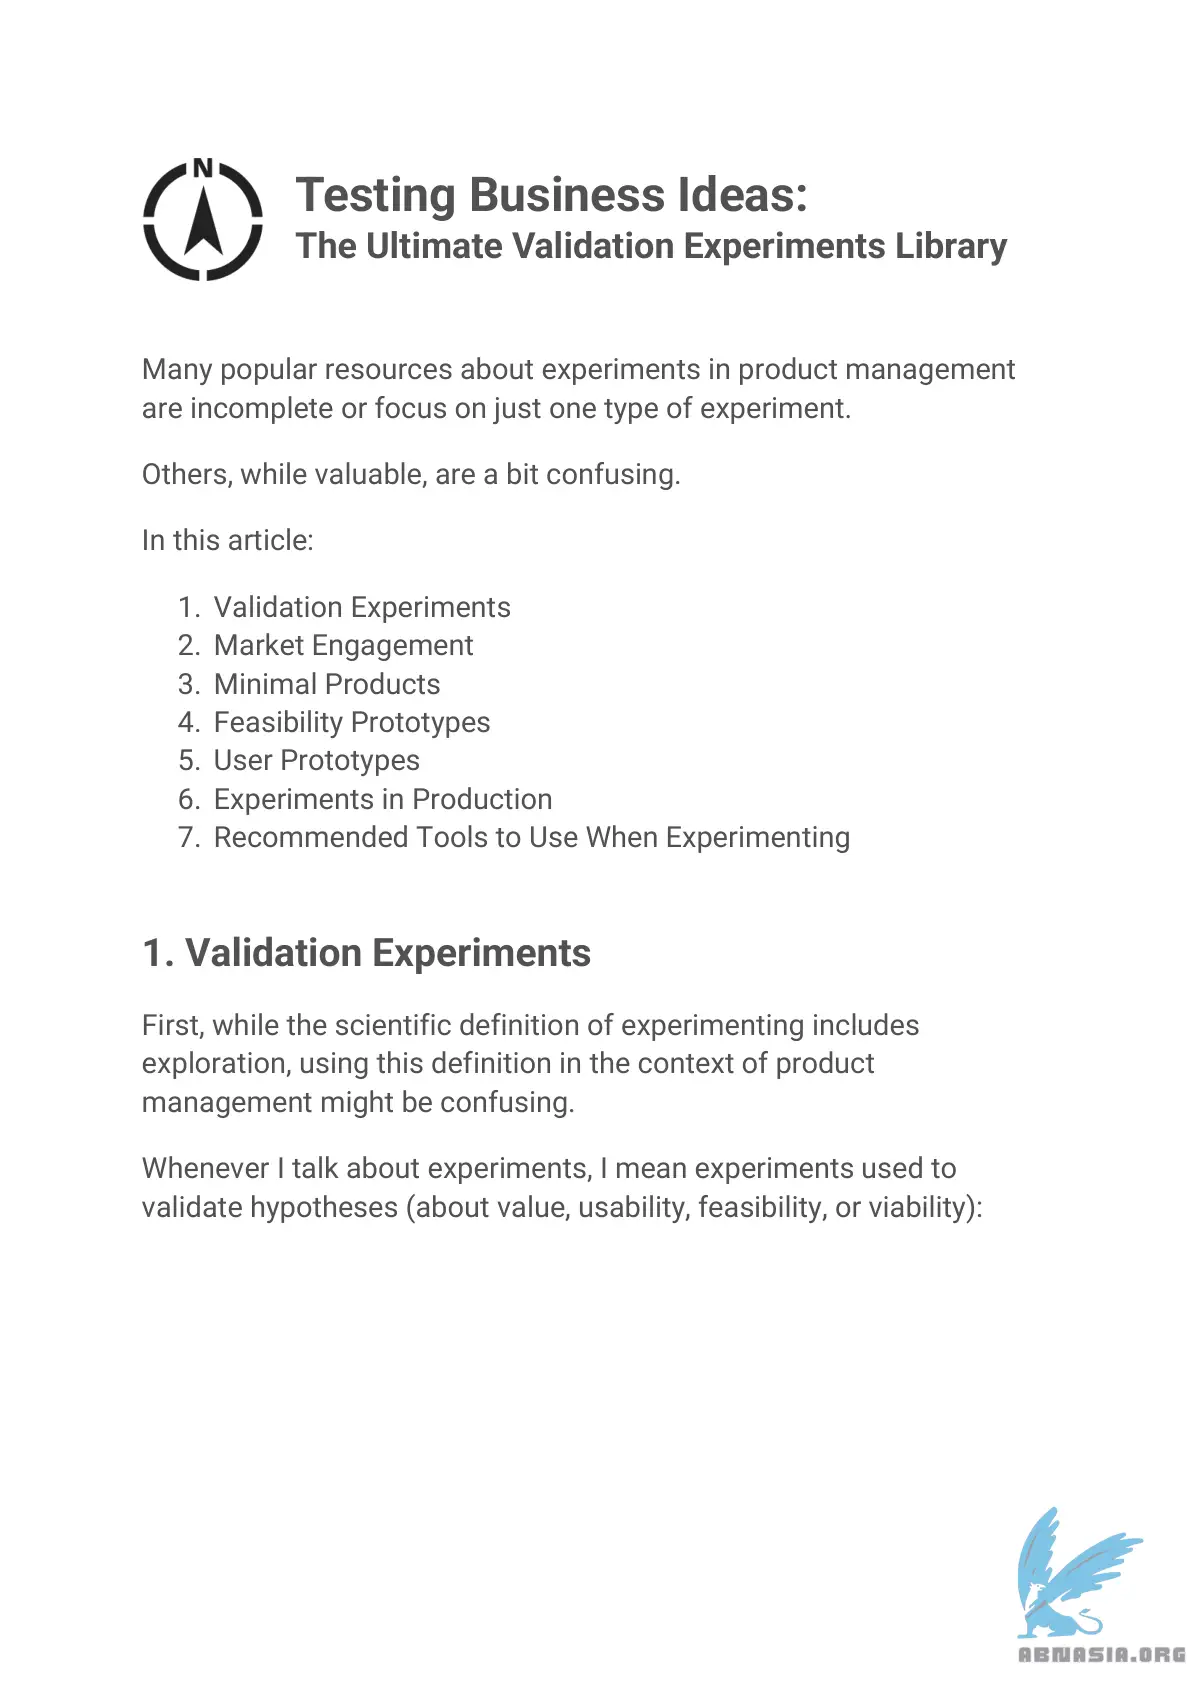 N
Testing Business Ideas:
The Ultimate Validation Experiments Library
Many popular resources about experiments in product management
are incomplete or focus on just one type of experiment.
Others, while valuable, are a bit confusing.
In this article:
1. Validation Experiments
2. Market Engagement
3. Minimal Products
4. Feasibility Prototypes
5. User Prototypes
6. Experiments in Production
7. Recommended Tools to Use When Experimenting
1. Validation Experiments
First, while the scientific definition of experimenting includes
exploration, using this definition in the context of product
management might be confusing.
Whenever I talk about experiments, I mean experiments used to
validate hypotheses (about value, usability, feasibility, or viability):
ABNASIA.ORG